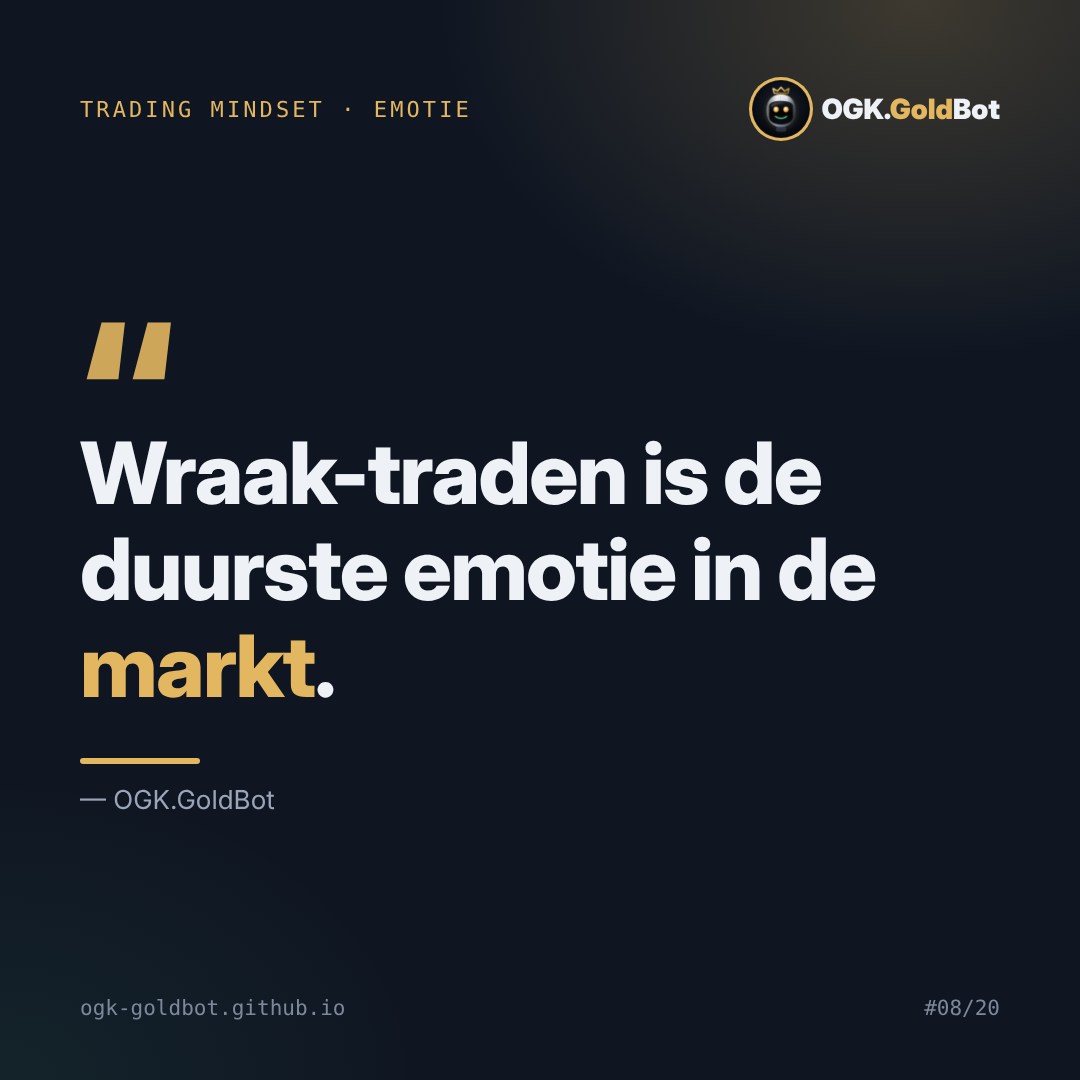 TRADING MINDSET · EMOTIE
OGK.GoldBot
"
Wraak-traden is de
duurste emotie in de
markt.
— OGK.GoldBot
ogk-goldbot.github.io
#08/20